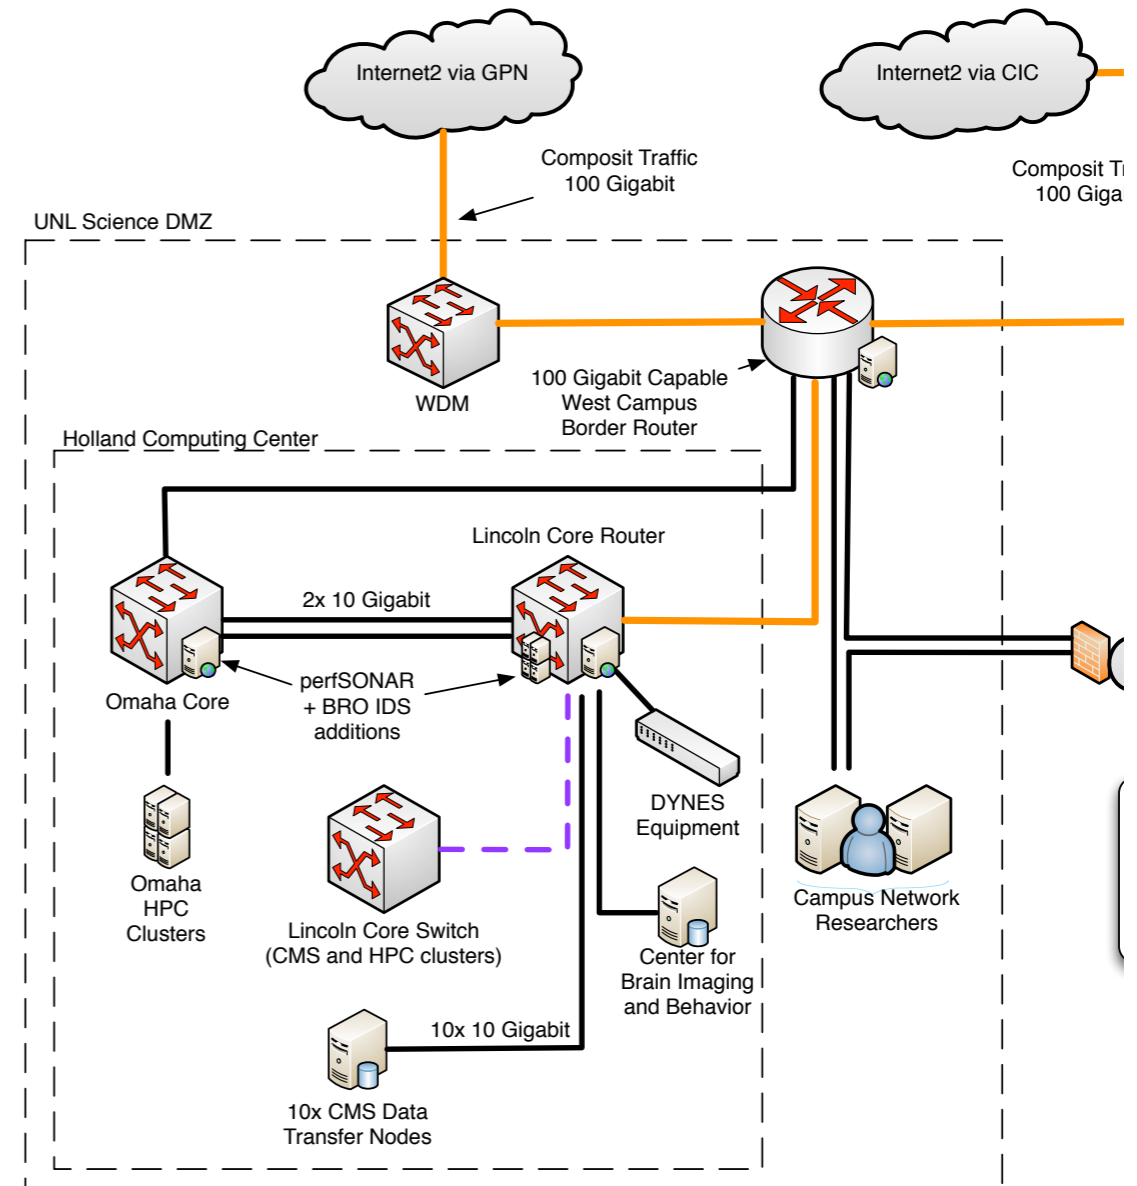 Internet2 via GPN
Internet2 via CIC
Composit Traffic
100 Gigabit
Composit
100
UNL Science DMZ
WDM
100 Gigabit Capable
West Campus
Border Router
Holland Computing Center
Lincoln Core Router
2x 10 Gigabit
perfSONAR
+ BRO IDS
additions
Omaha Core
DYNES
Equipment
Omaha
HPC
Clusters
Lincoln Core Switch
(CMS and HPC clusters)
Campus Network
Researchers
Center for
Brain Imaging
and Behavior
10x 10 Gigabit
10x CMS Data
Transfer Nodes